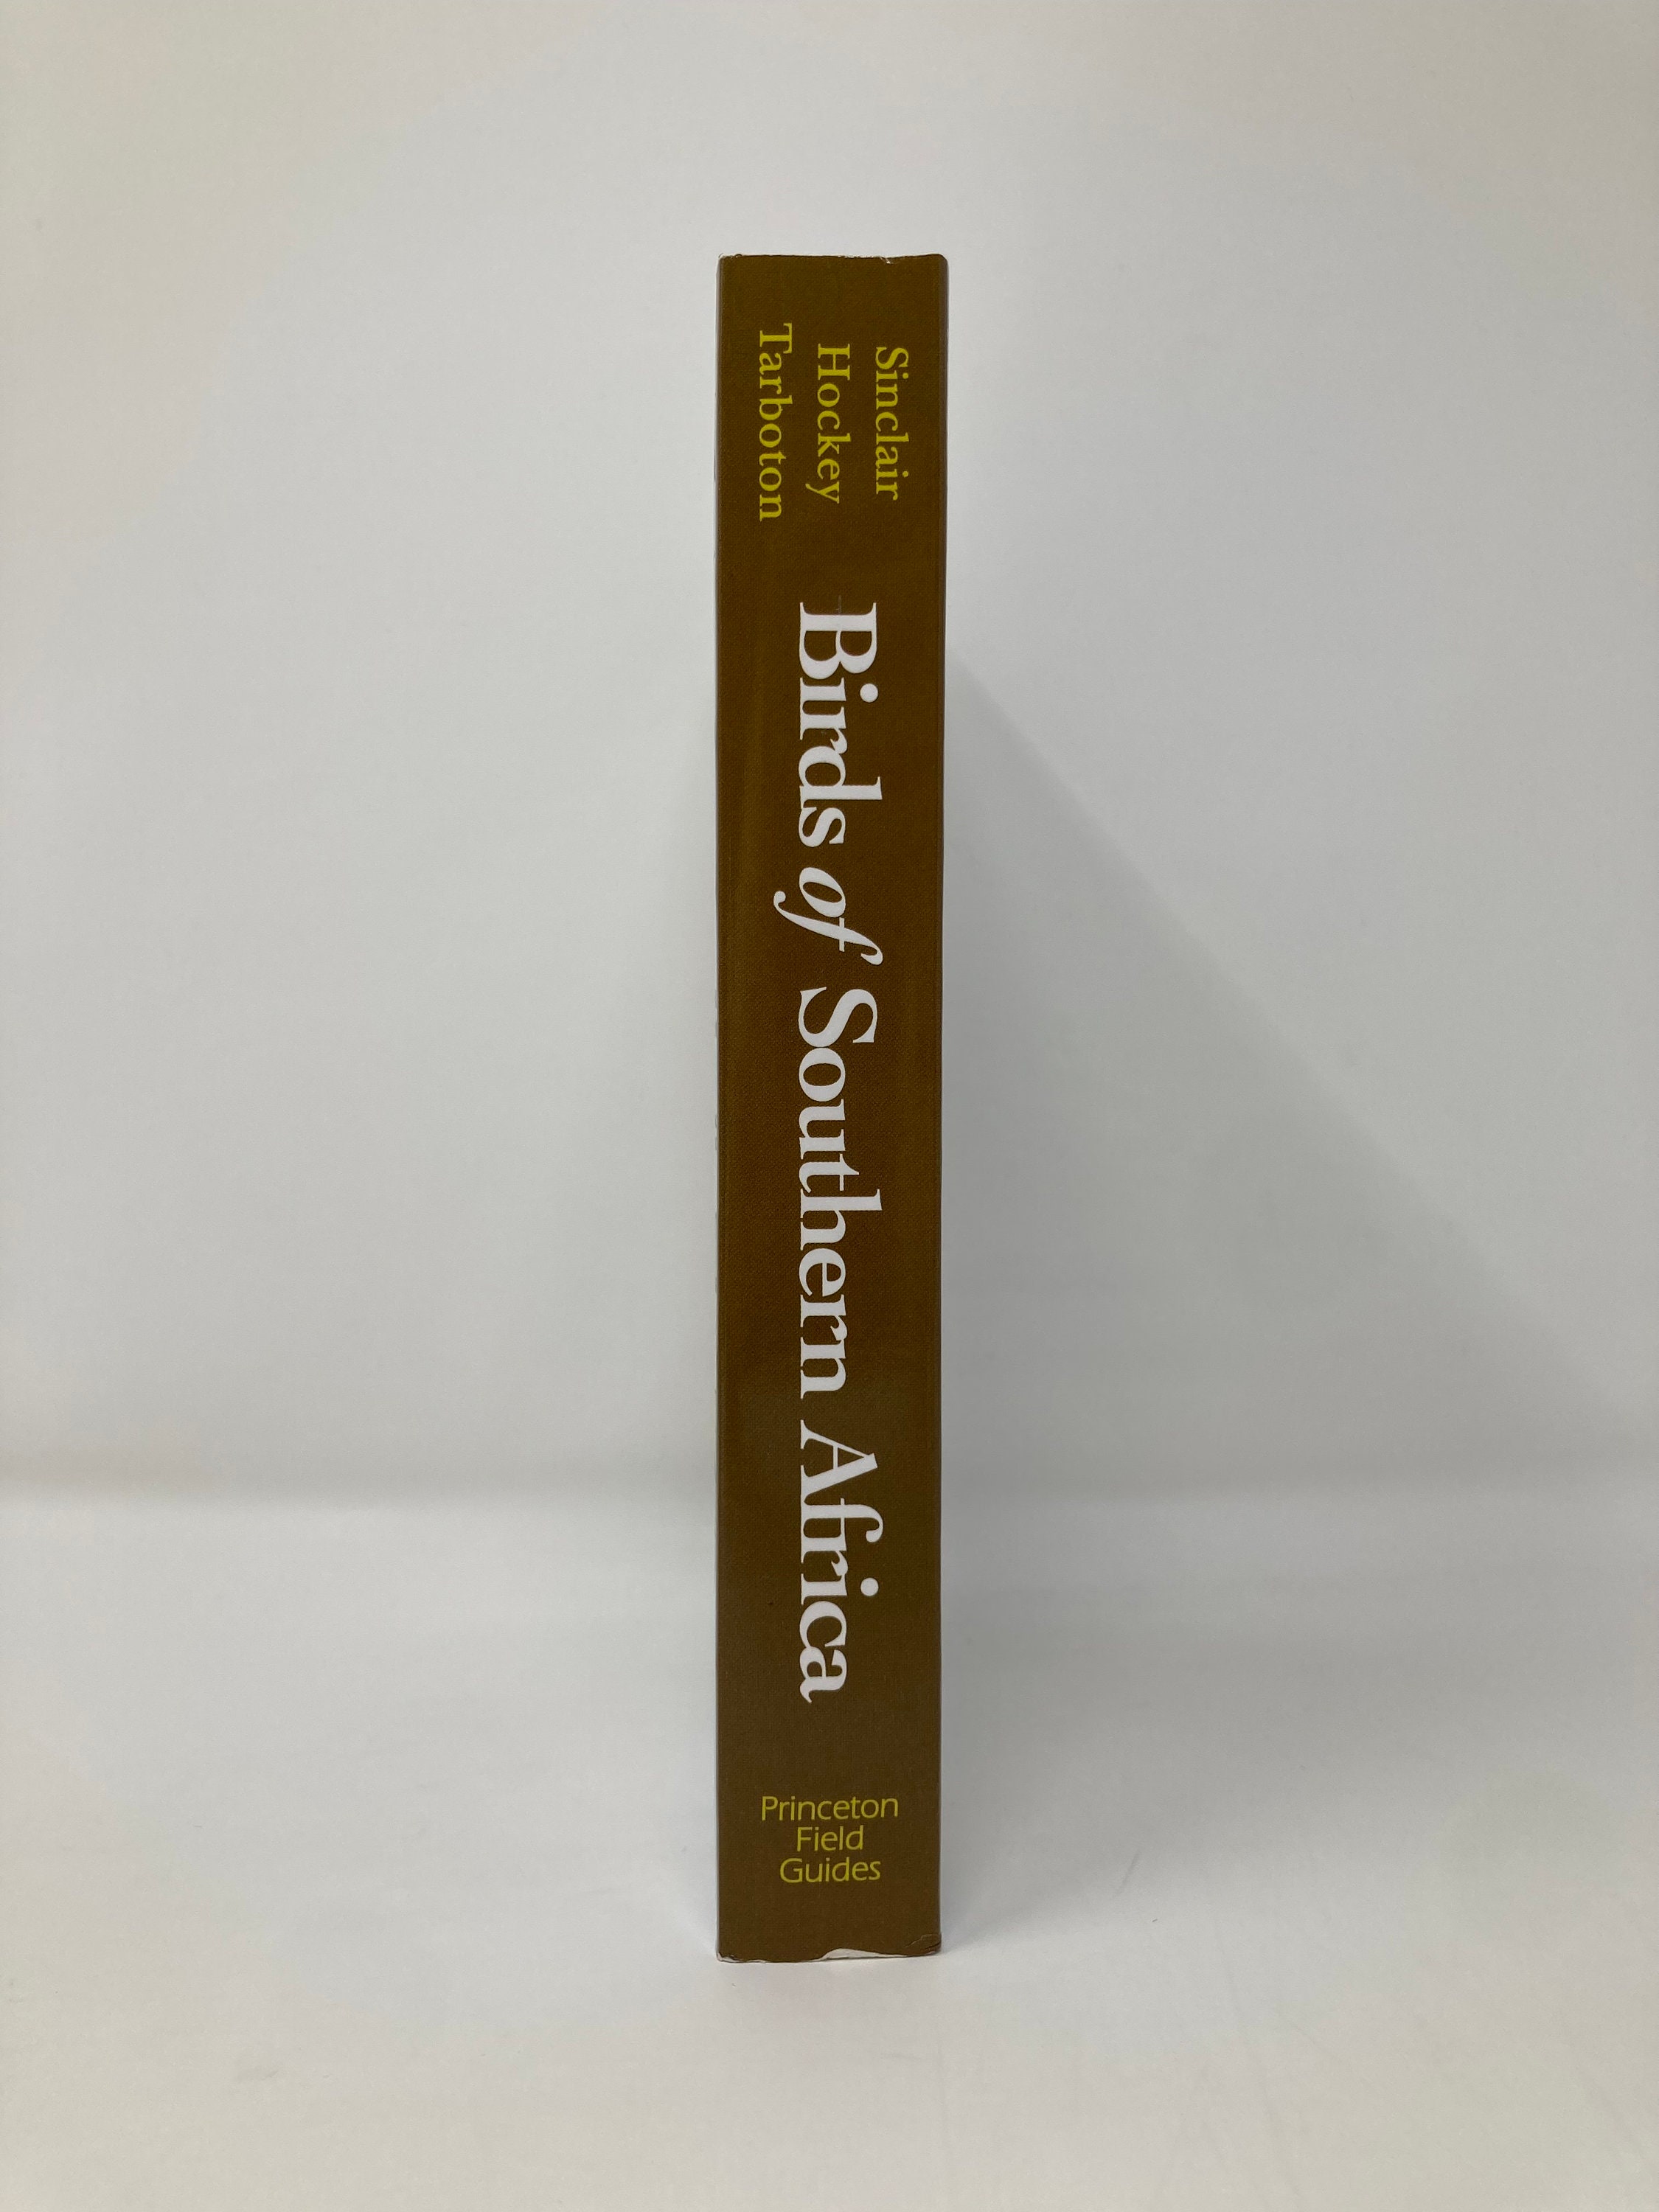 Sinclair
Hockey
Tarboton
Birds of Southern Africa
Princeton
Field
Guides